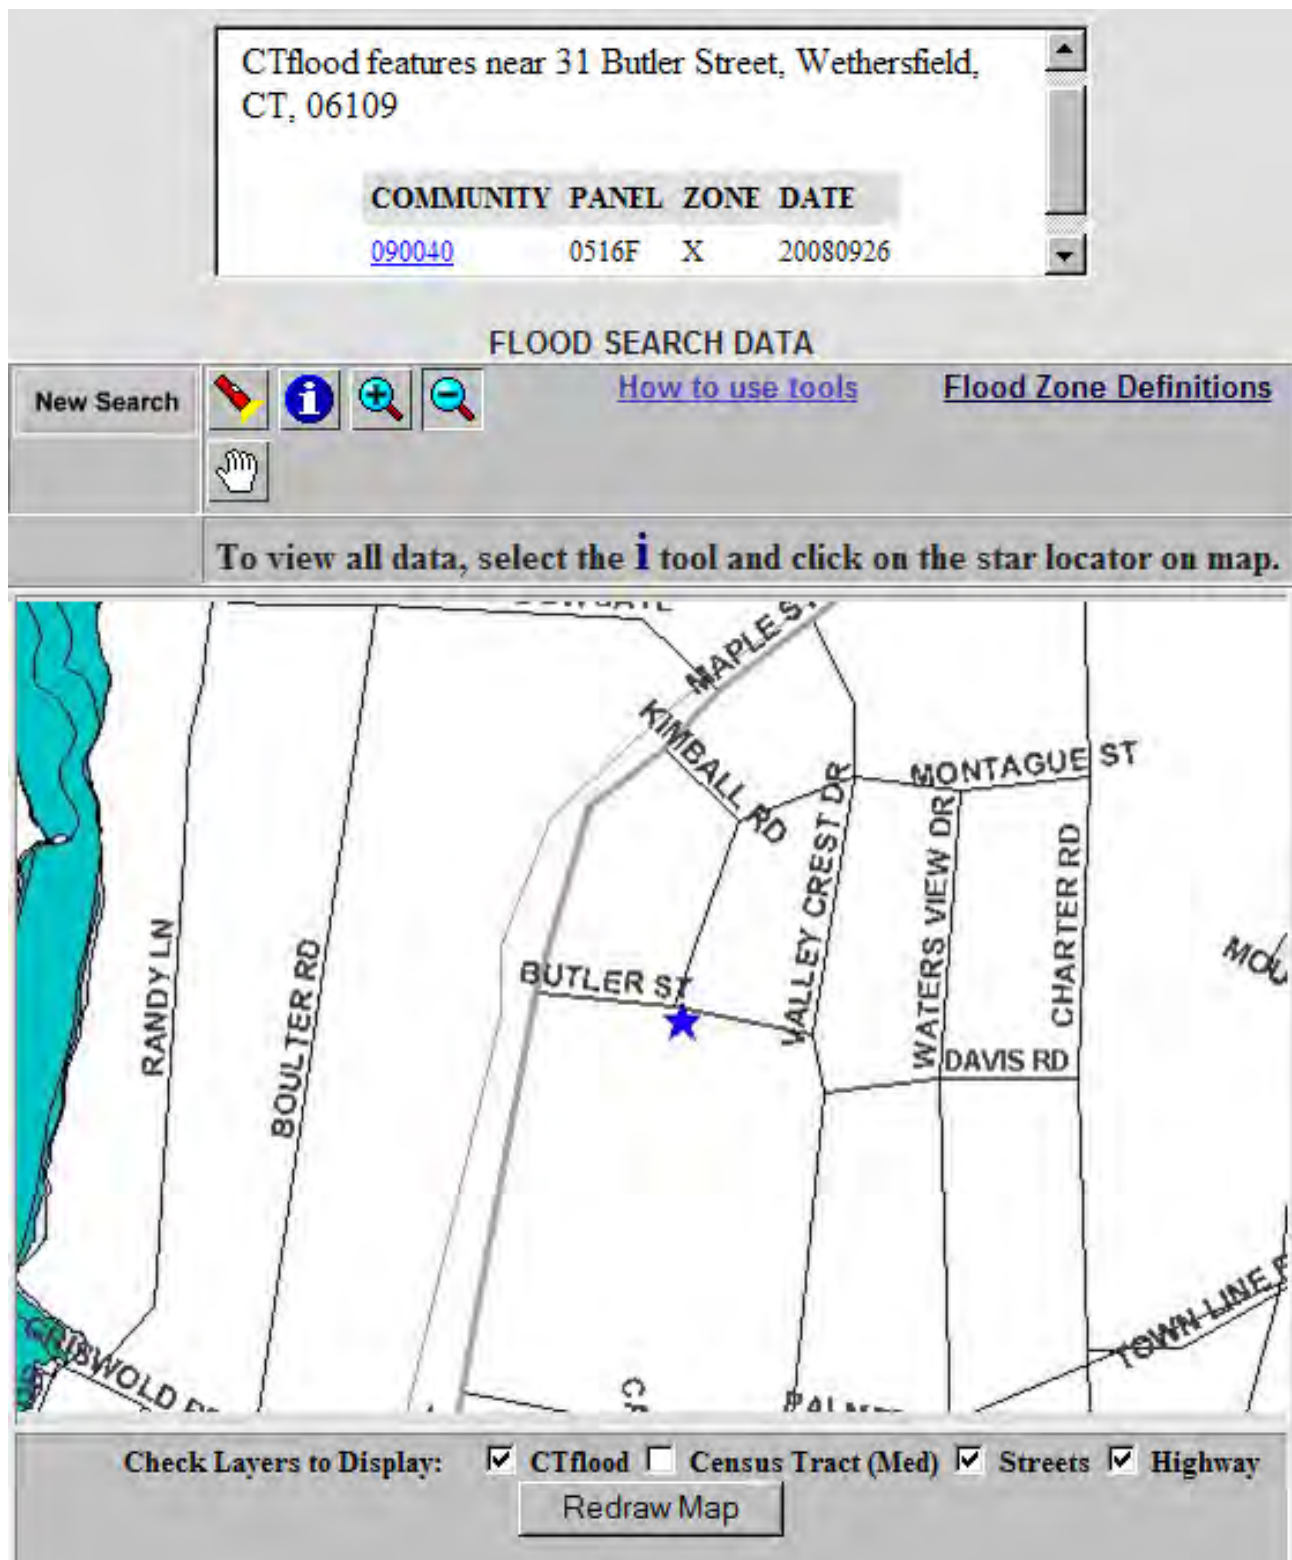 CTflood features near 31 Butler Street, Wethersfield,
CT, 06109
COMMUNITY PANEL ZONE DATE
090040 0516F X 20080926
FLOOD SEARCH DATA
New Search
How to use tools
Flood Zone Definitions
To view all data, select the i tool and click on the star locator on map.
MAPLE ST
KIMBALL RD
MONTAGUE ST
VALLEY CREST DR
WATERS VIEW DR
CHARTER RD
RANDY LN
BOULTER RD
BUTLER ST
MOU
DAVIS RD
TOWN LINE
GRISWOLD
Check Layers to Display: CTflood Census Tract (Med) Streets Highway
Redraw Map